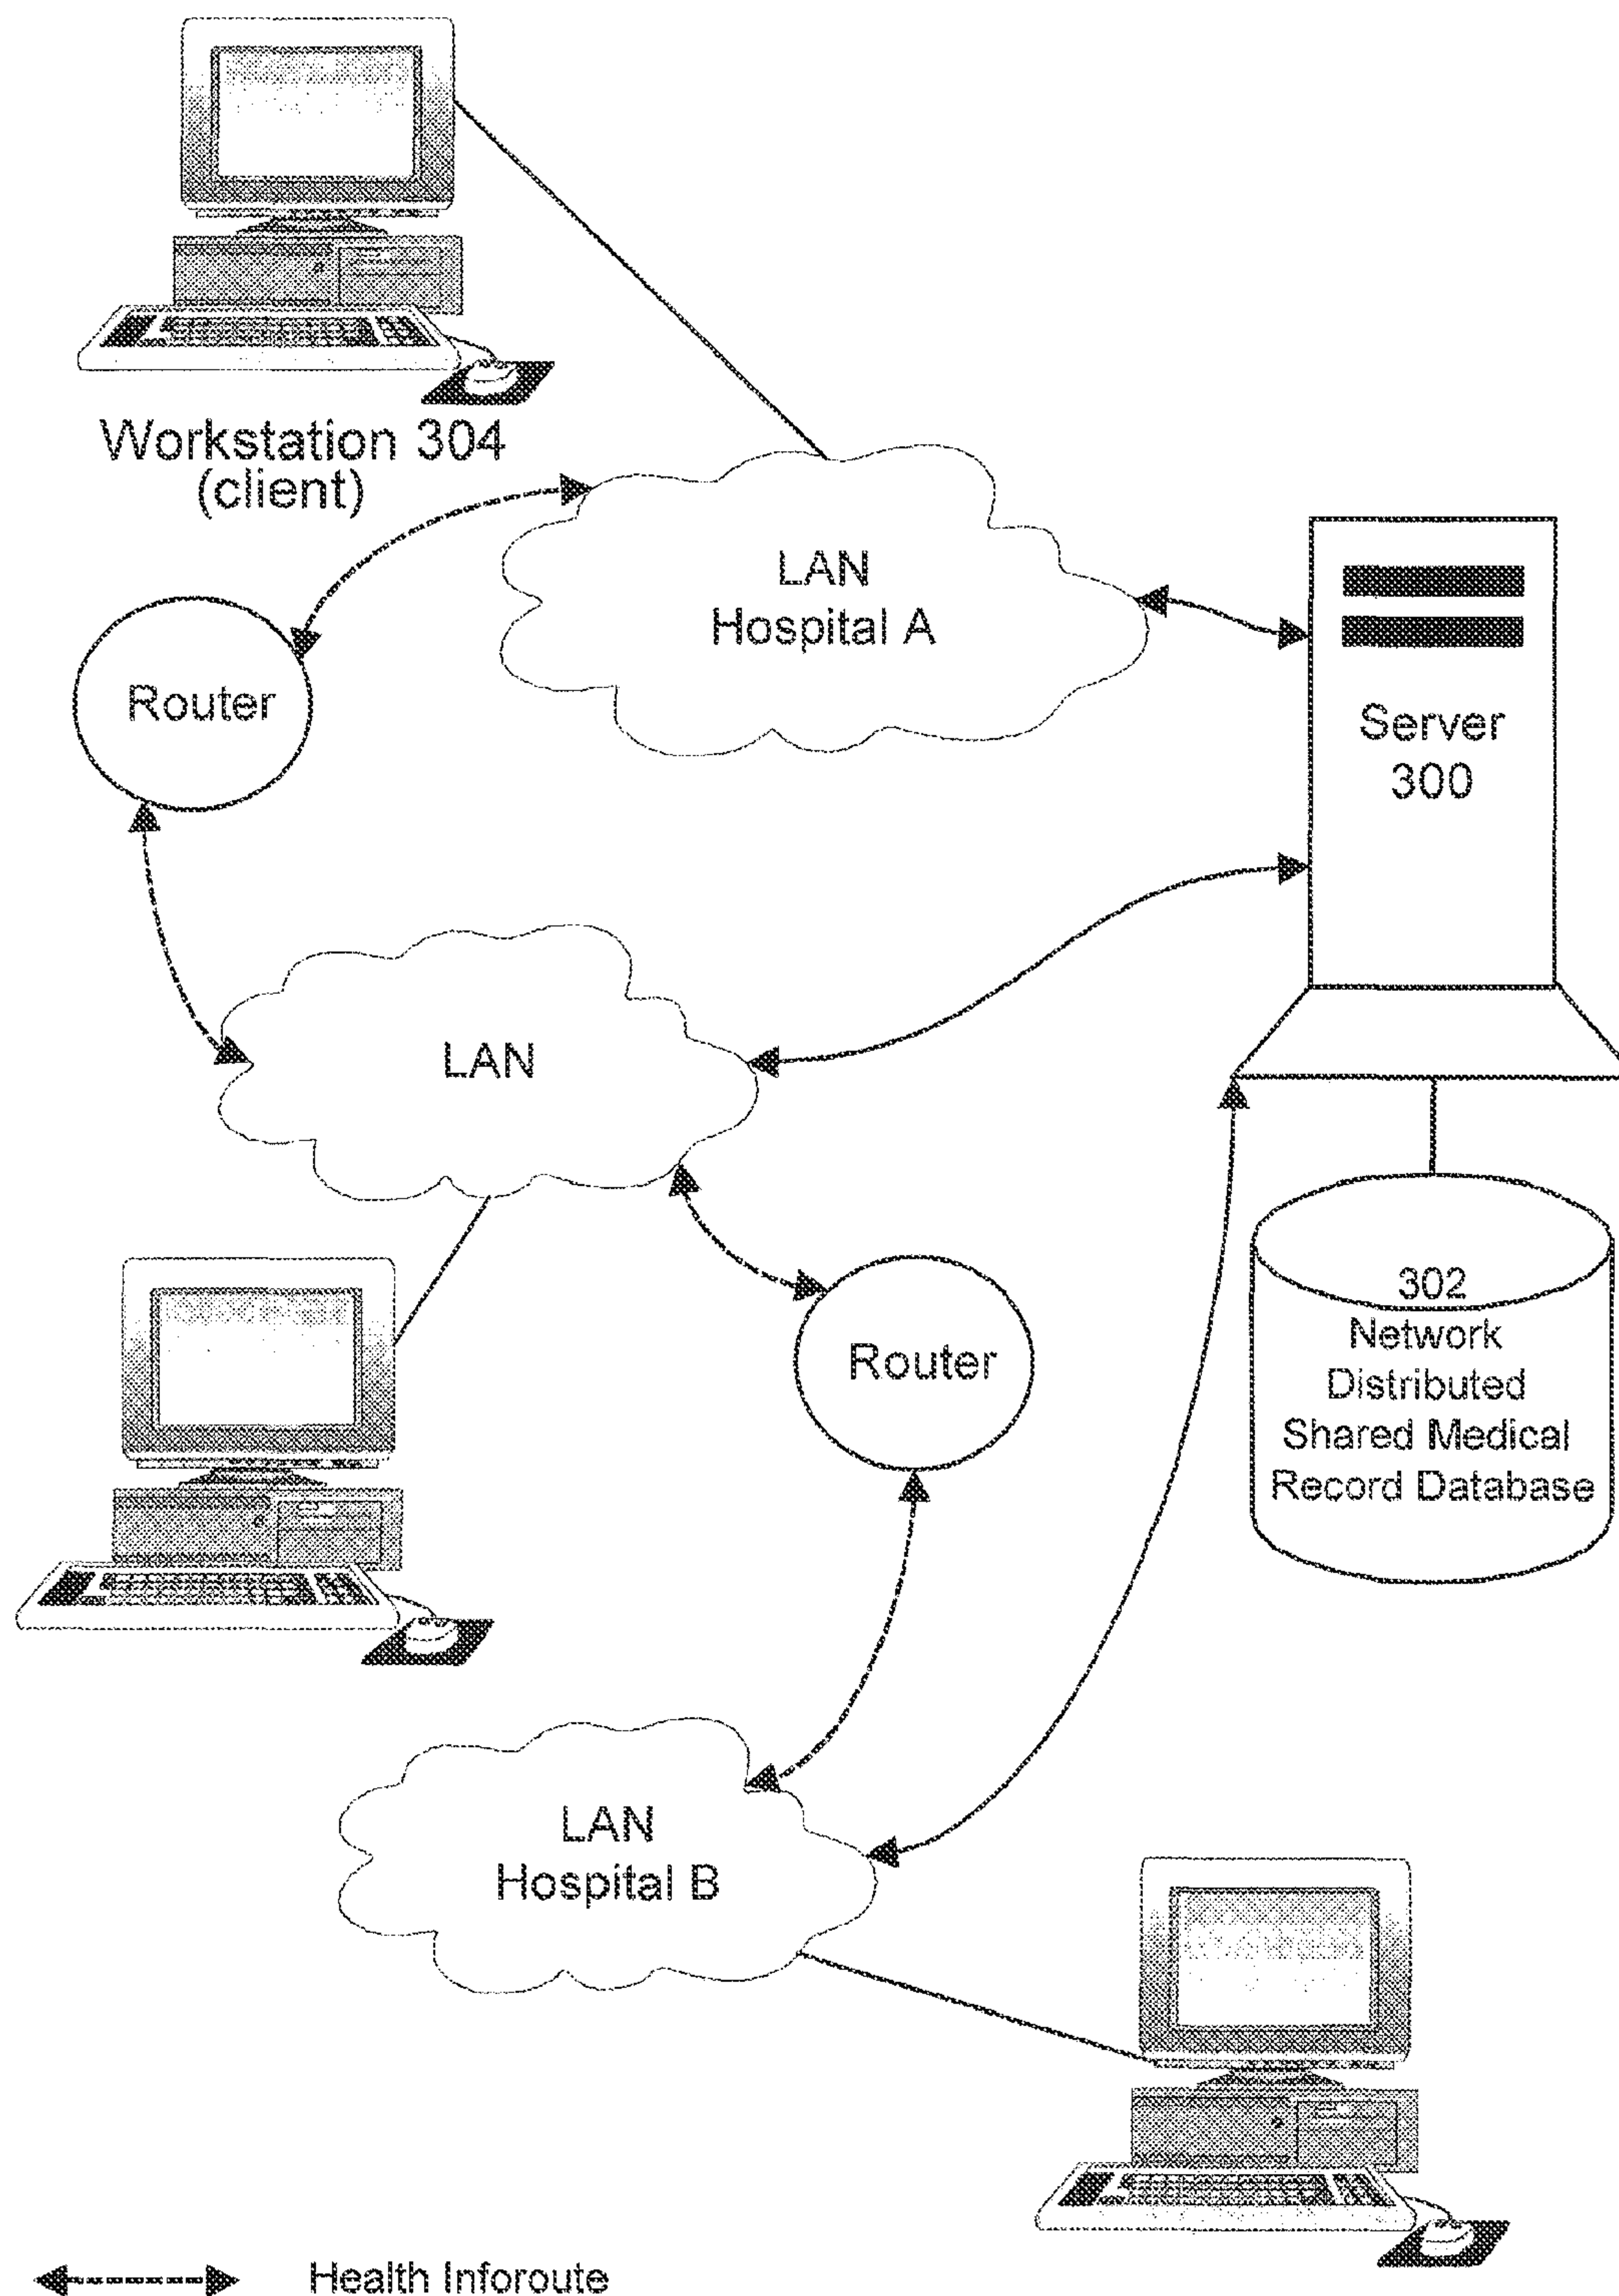 Workstation 304
(client)
LAN
Hospital A
Router
Server
300
LAN
302
Network
Distributed
Shared Medical
Record Database
Router
LAN
Hospital B
Health Inforoute